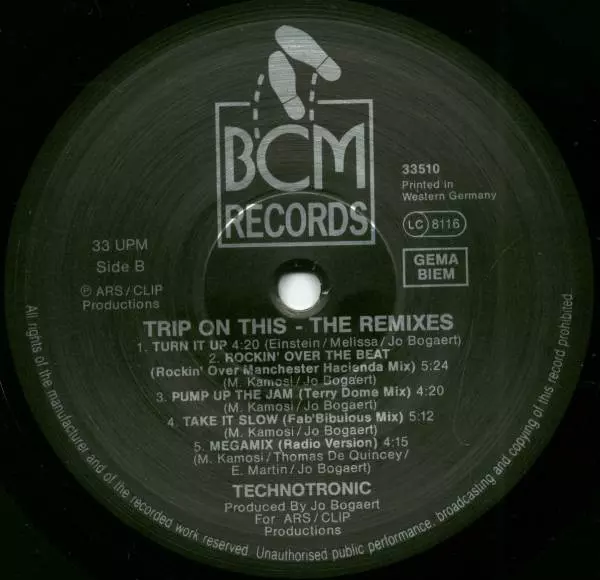 BCM
RECORDS
33510
Printed in
Western Germany
LC 8116
GEMA
BIEM
33 UPM
Side B
℗ ARS/CLIP
Productions
TRIP ON THIS - THE REMIXES
1. TURN IT UP 4:20 (Einstein/Melissa/Jo Bogaert)
2. ROCKIN' OVER THE BEAT
(Rockin' Over Manchester Hacienda Mix) 5:24
(M. Kamosi/Jo Bogaert)
3. PUMP UP THE JAM (Terry Dome Mix) 4:20
(M. Kamosi/Jo Bogaert)
4. TAKE IT SLOW (Fab'Bibulous Mix) 5:12
(M. Kamosi/Jo Bogaert)
5. MEGAMIX (Radio Version) 4:15
(M. Kamosi/Thomas De Quincey/
E. Martin/Jo Bogaert)
TECHNOTRONIC
Produced By Jo Bogaert
For ARS/CLIP
Productions
All rights of the manufacturer and of the recorded work reserved. Unauthorised public performance, broadcasting and copying of this record prohibited.